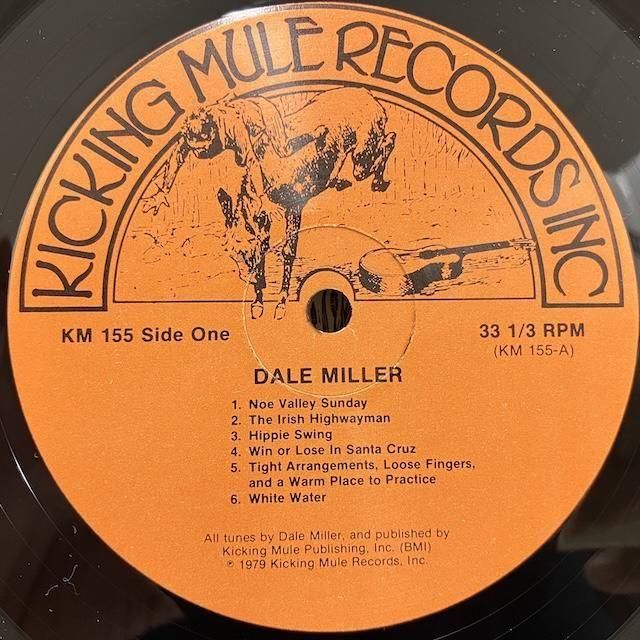 KICKING MULE RECORDS INC
KM 155 Side One
33 1/3 RPM
(KM 155-A)
DALE MILLER
1. Noe Valley Sunday
2. The Irish Highwayman
3. Hippie Swing
4. Win or Lose In Santa Cruz
5. Tight Arrangements, Loose Fingers,
and a Warm Place to Practice
6. White Water
All tunes by Dale Miller, and published by
Kicking Mule Publishing, Inc. (BMI)
℗ 1979 Kicking Mule Records, Inc.